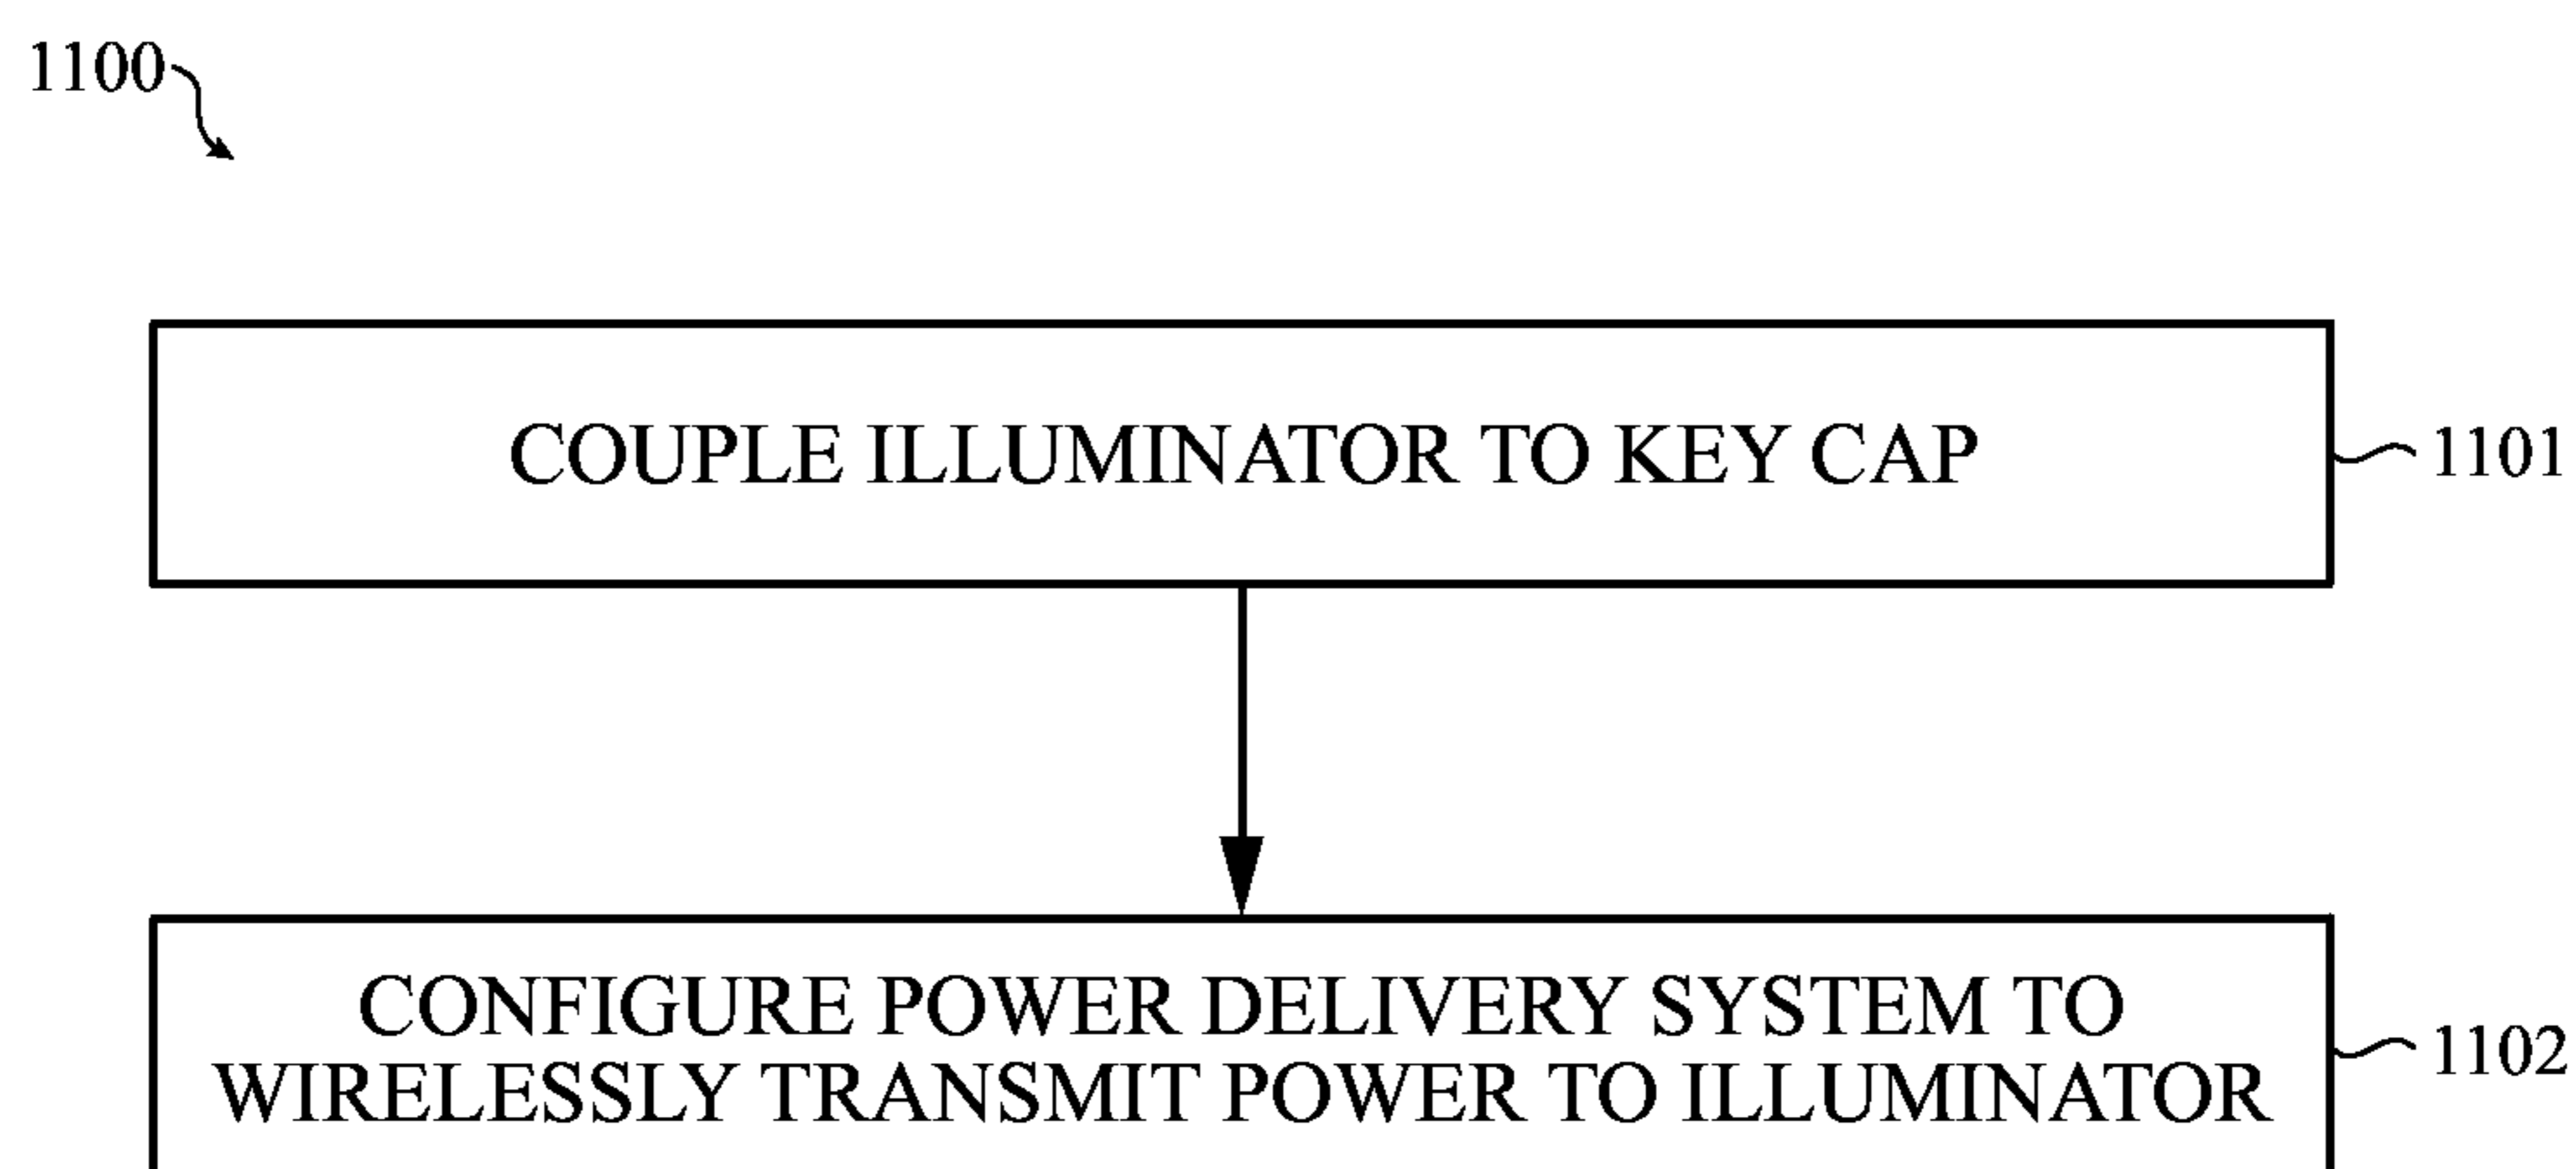 1100
COUPLE ILLUMINATOR TO KEY CAP
1101
CONFIGURE POWER DELIVERY SYSTEM TO
WIRELESSLY TRANSMIT POWER TO ILLUMINATOR
1102